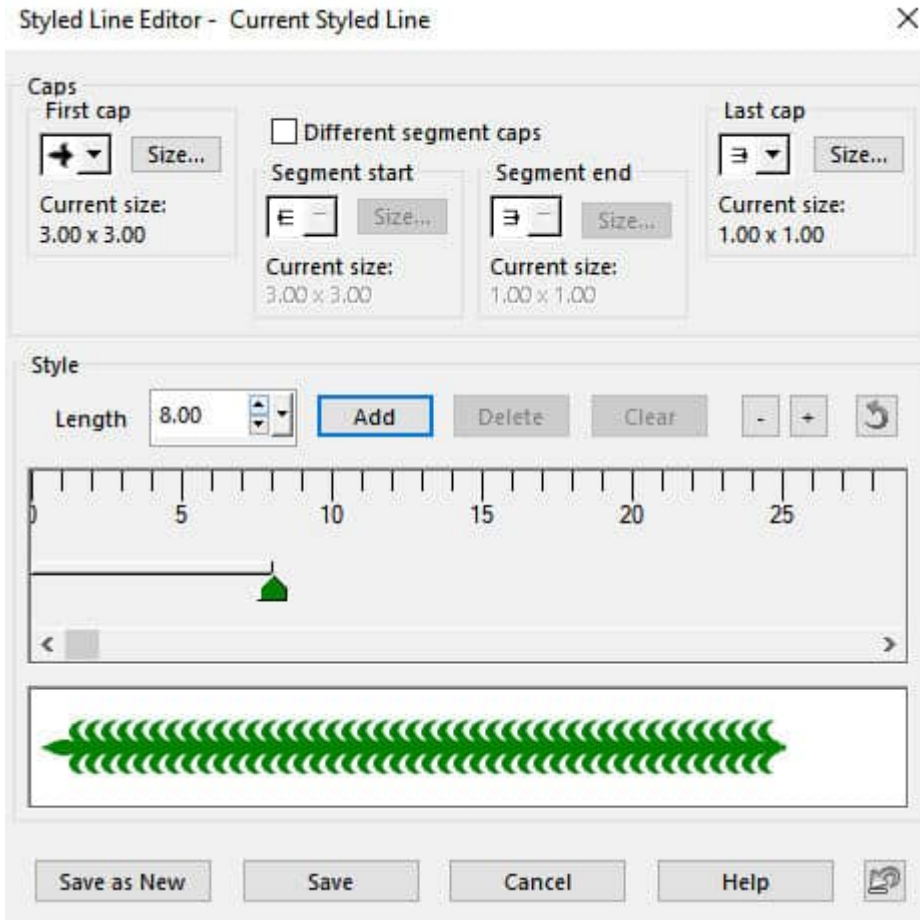 Styled Line Editor - Current Styled Line
Caps
First cap
Size...
Current size:
3.00 x 3.00
Different segment caps
Segment start
Size...
Current size:
3.00 x 3.00
Segment end
Size...
Current size:
1.00 x 1.00
Last cap
Size...
Current size:
1.00 x 1.00
Style
Length 8.00 Add Delete Clear - +
0 5 10 15 20 25
Save as New Save Cancel Help